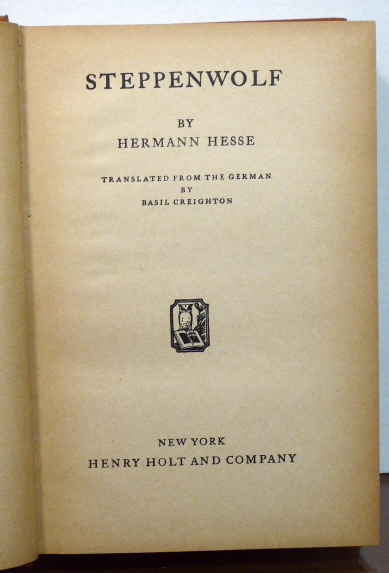 STEPPENWOLF
BY
HERMANN HESSE
TRANSLATED FROM THE GERMAN
BY
BASIL CREIGHTON
NEW YORK
HENRY HOLT AND COMPANY